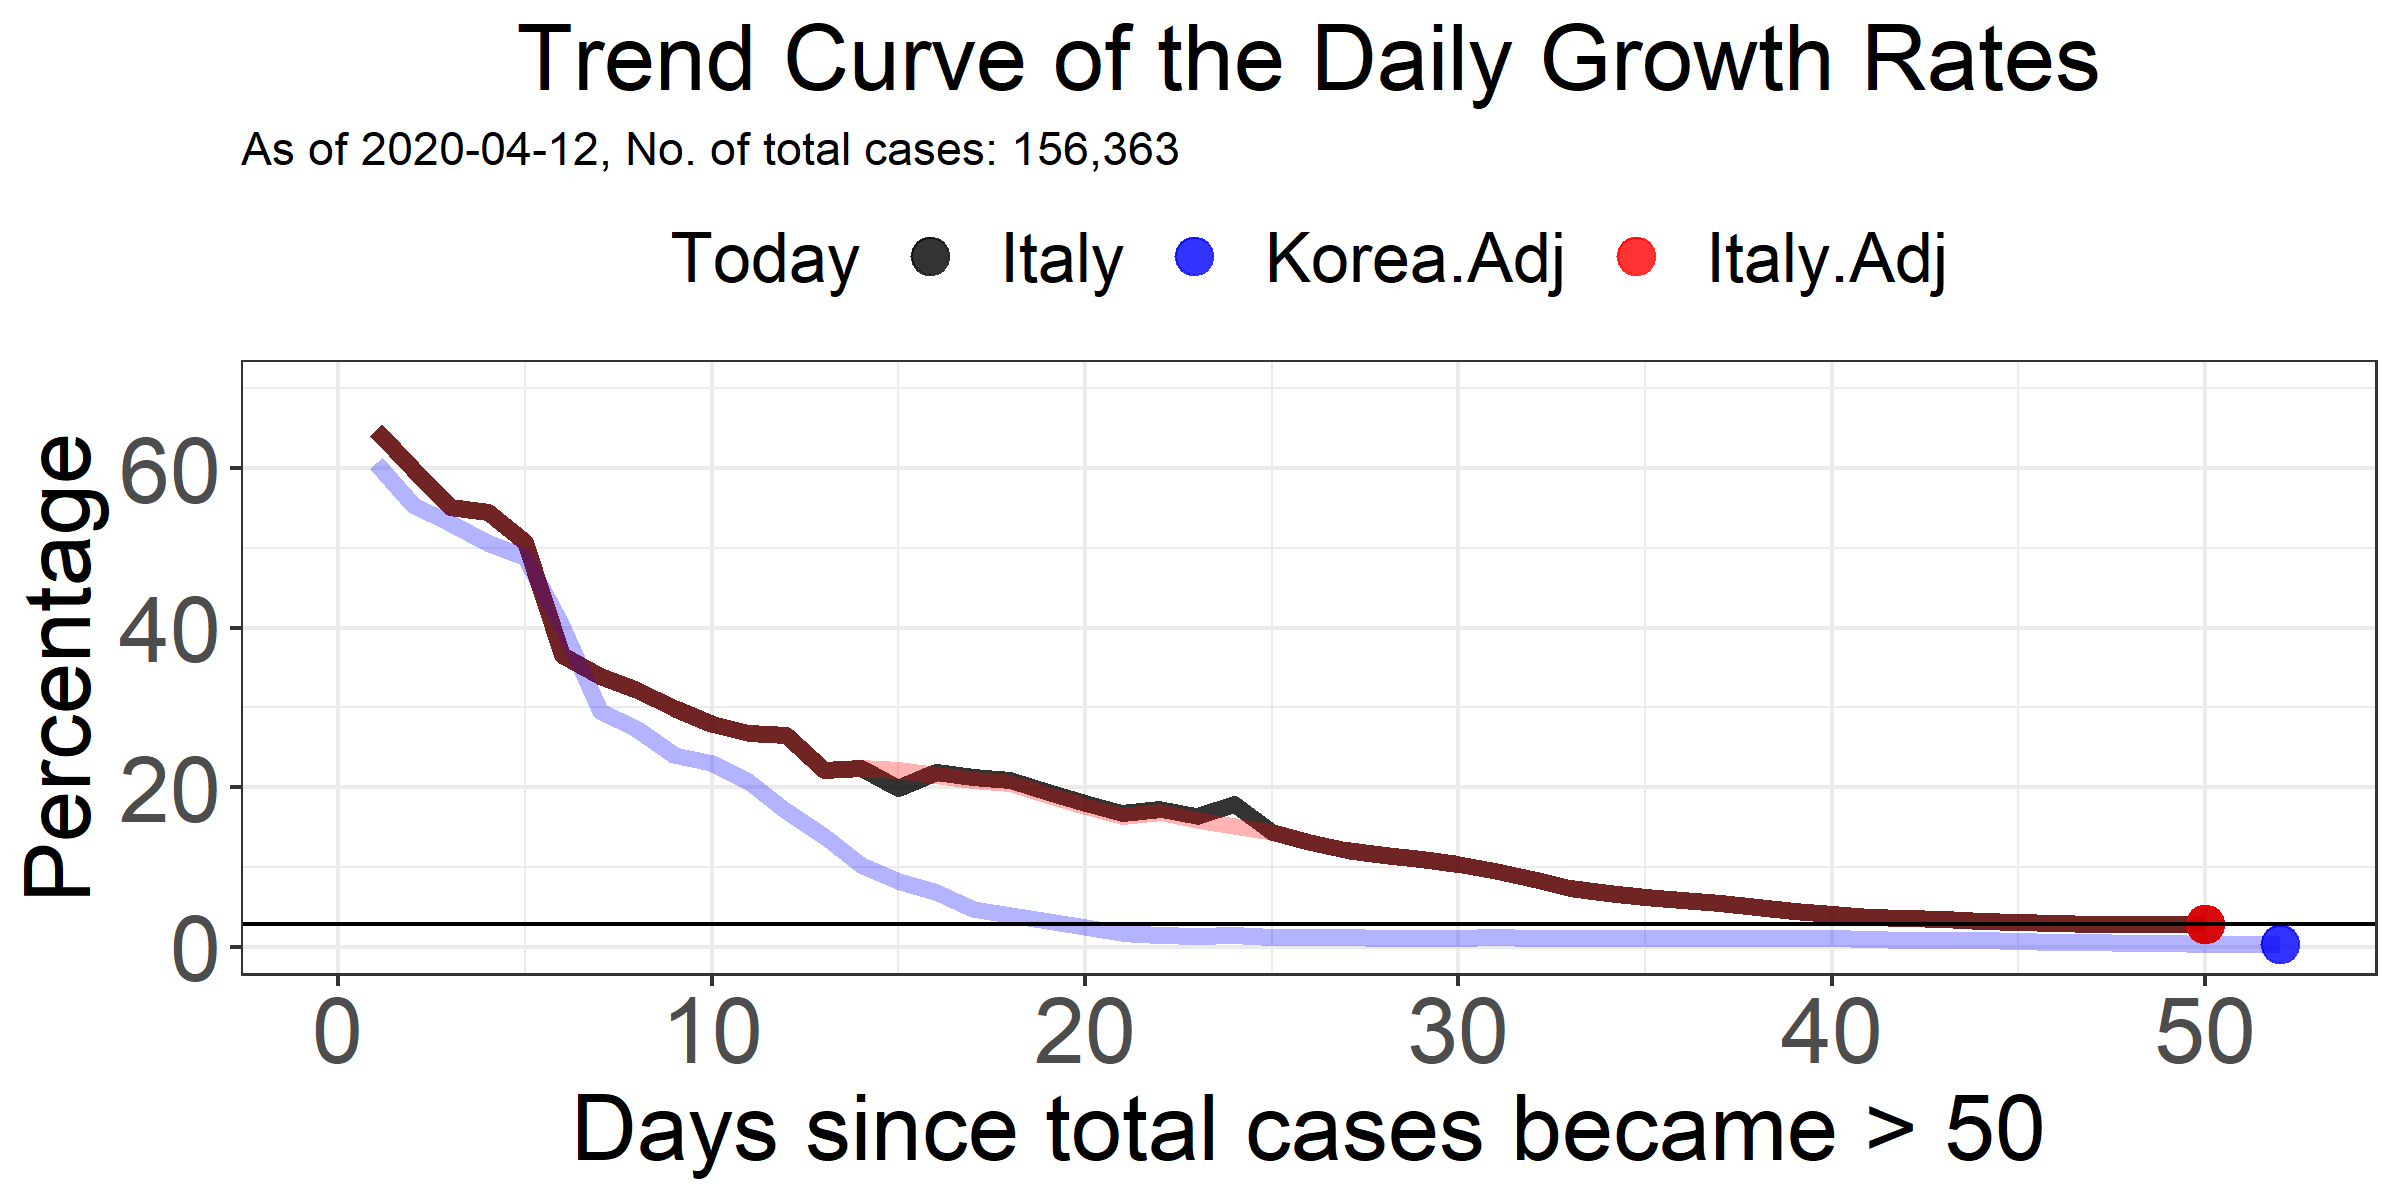 Trend Curve of the Daily Growth Rates
As of 2020-04-12, No. of total cases: 156,363
Today Italy Korea.Adj Italy.Adj
Percentage
60
40
20
0
0 10 20 30 40 50
Days since total cases became > 50